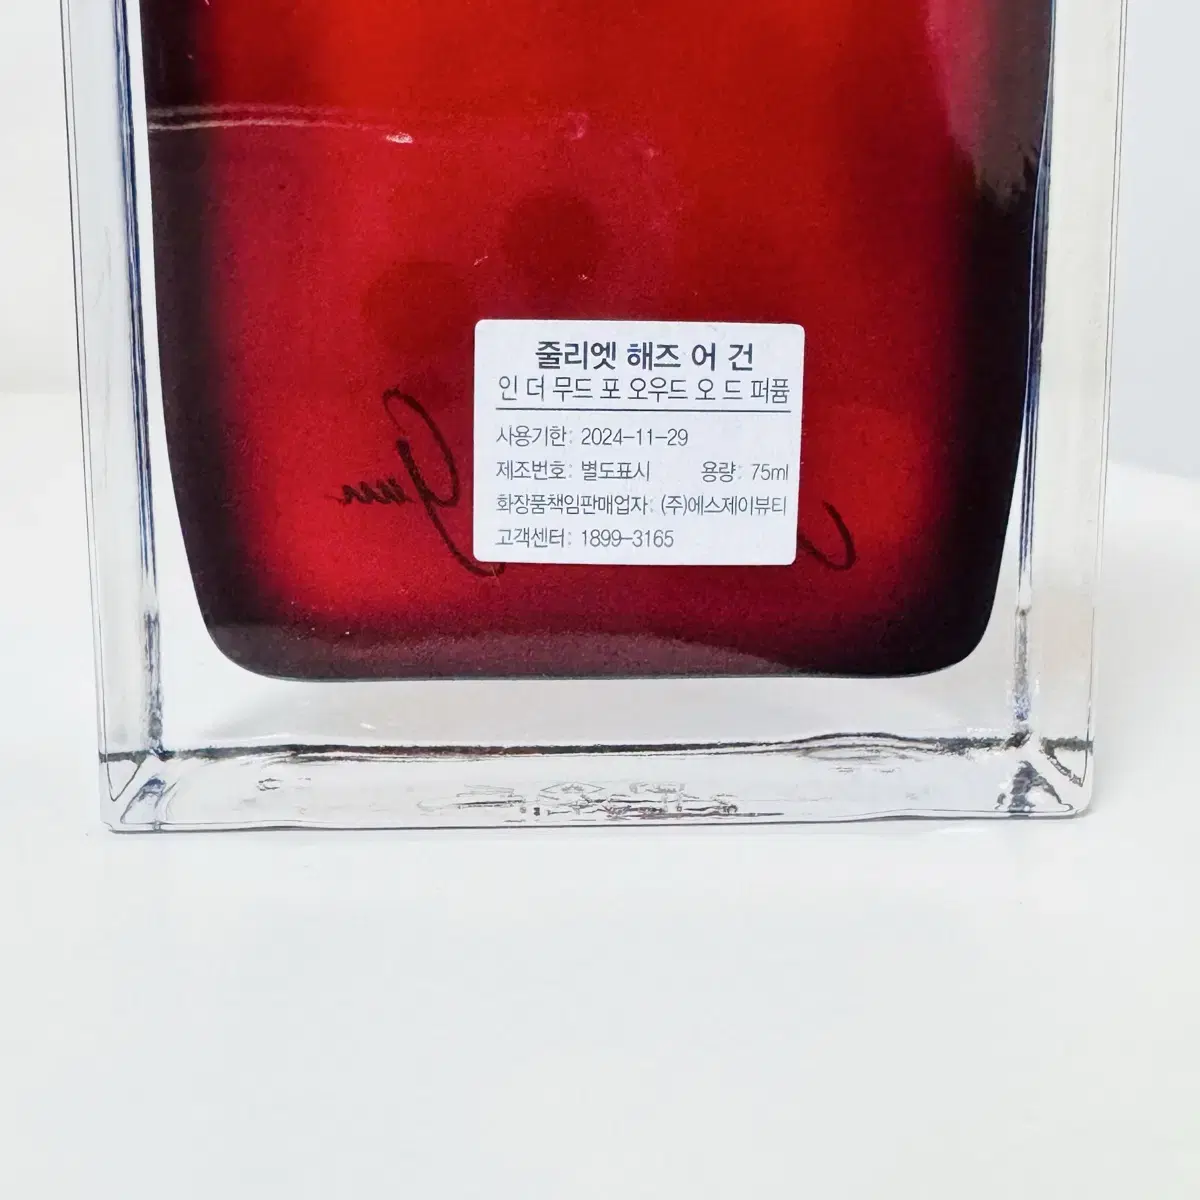 줄리엣 해즈 어 건
인 더 무드 포 오우드 오 드 퍼퓸
사용기한: 2024-11-29
제조번호: 별도표시 용량: 75ml
화장품책임판매업자: (주)에스제이뷰티
고객센터: 1899-3165
Gun